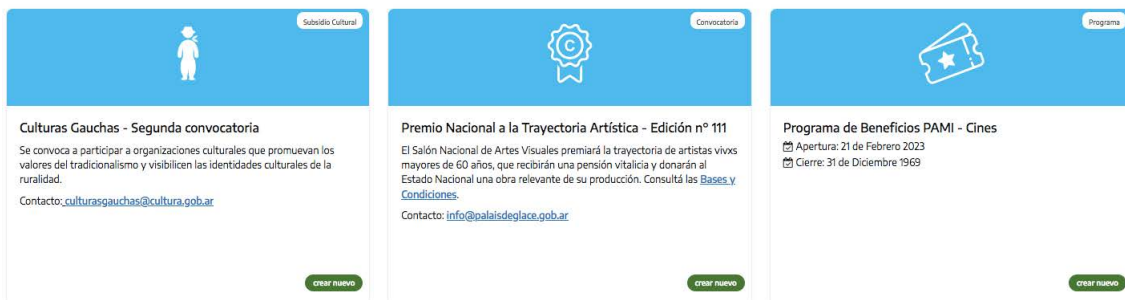 Subsidio Cultural
Culturas Gauchas - Segunda convocatoria
Se convoca a participar a organizaciones culturales que promuevan los
valores del tradicionalismo y visibilicen las identidades culturales de la
ruralidad.
Contacto: culturasgauchas@cultura.gob.ar
crear nuevo
Convocatoria
C
Premio Nacional a la Trayectoria Artística - Edición nº 111
El Salón Nacional de Artes Visuales premiará la trayectoria de artistas vivxs
mayores de 60 años, que recibirán una pensión vitalicia y donarán al
Estado Nacional una obra relevante de su producción. Consultá las Bases y
Condiciones.
Contacto: info@palaisdeglace.gob.ar
crear nuevo
Programa
Programa de Beneficios PAMI - Cines
Apertura: 21 de Febrero 2023
Cierre: 31 de Diciembre 1969
crear nuevo